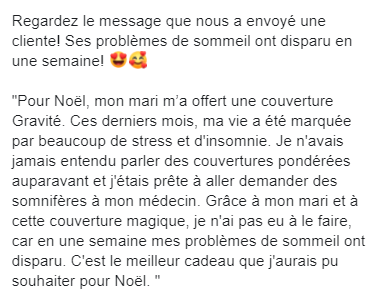 Regardez le message que nous a envoyé une
cliente! Ses problèmes de sommeil ont disparu en
une semaine! 😍🥰
"Pour Noël, mon mari m’a offert une couverture
Gravité. Ces derniers mois, ma vie a été marquée
par beaucoup de stress et d'insomnie. Je n'avais
jamais entendu parler des couvertures pondérées
auparavant et j'étais prête à aller demander des
somnifères à mon médecin. Grâce à mon mari et à
cette couverture magique, je n'ai pas eu à le faire,
car en une semaine mes problèmes de sommeil ont
disparu. C'est le meilleur cadeau que j'aurais pu
souhaiter pour Noël. "